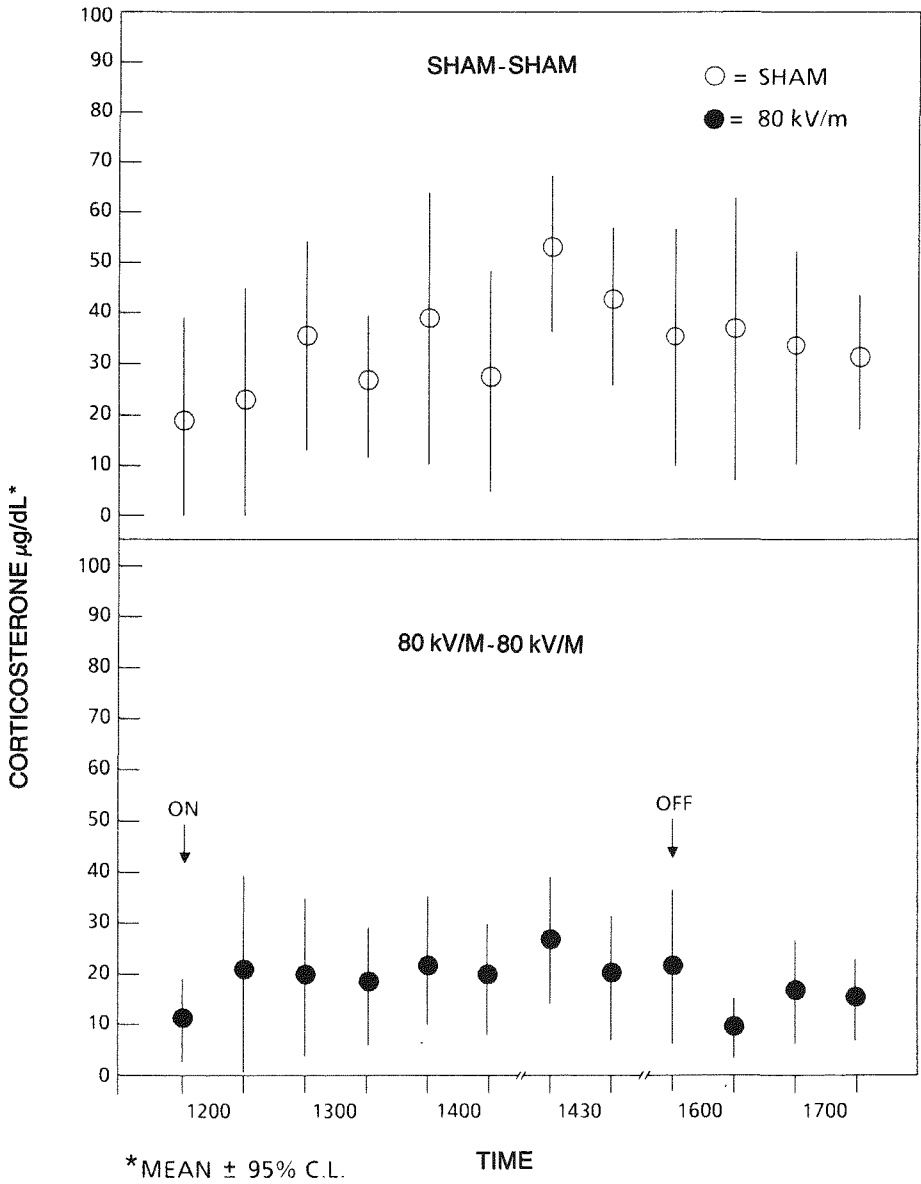 SHAM-SHAM
○ = SHAM
● = 80 kV/m
100
90
80
70
60
50
40
30
20
10
0
CORTICOSTERONE µg/dL*
80 kV/M-80 kV/M
100
90
80
70
60
50
40
30
20
10
0
ON
OFF
1200 1300 1400 1430 1600 1700
TIME
*MEAN ± 95% C.L.